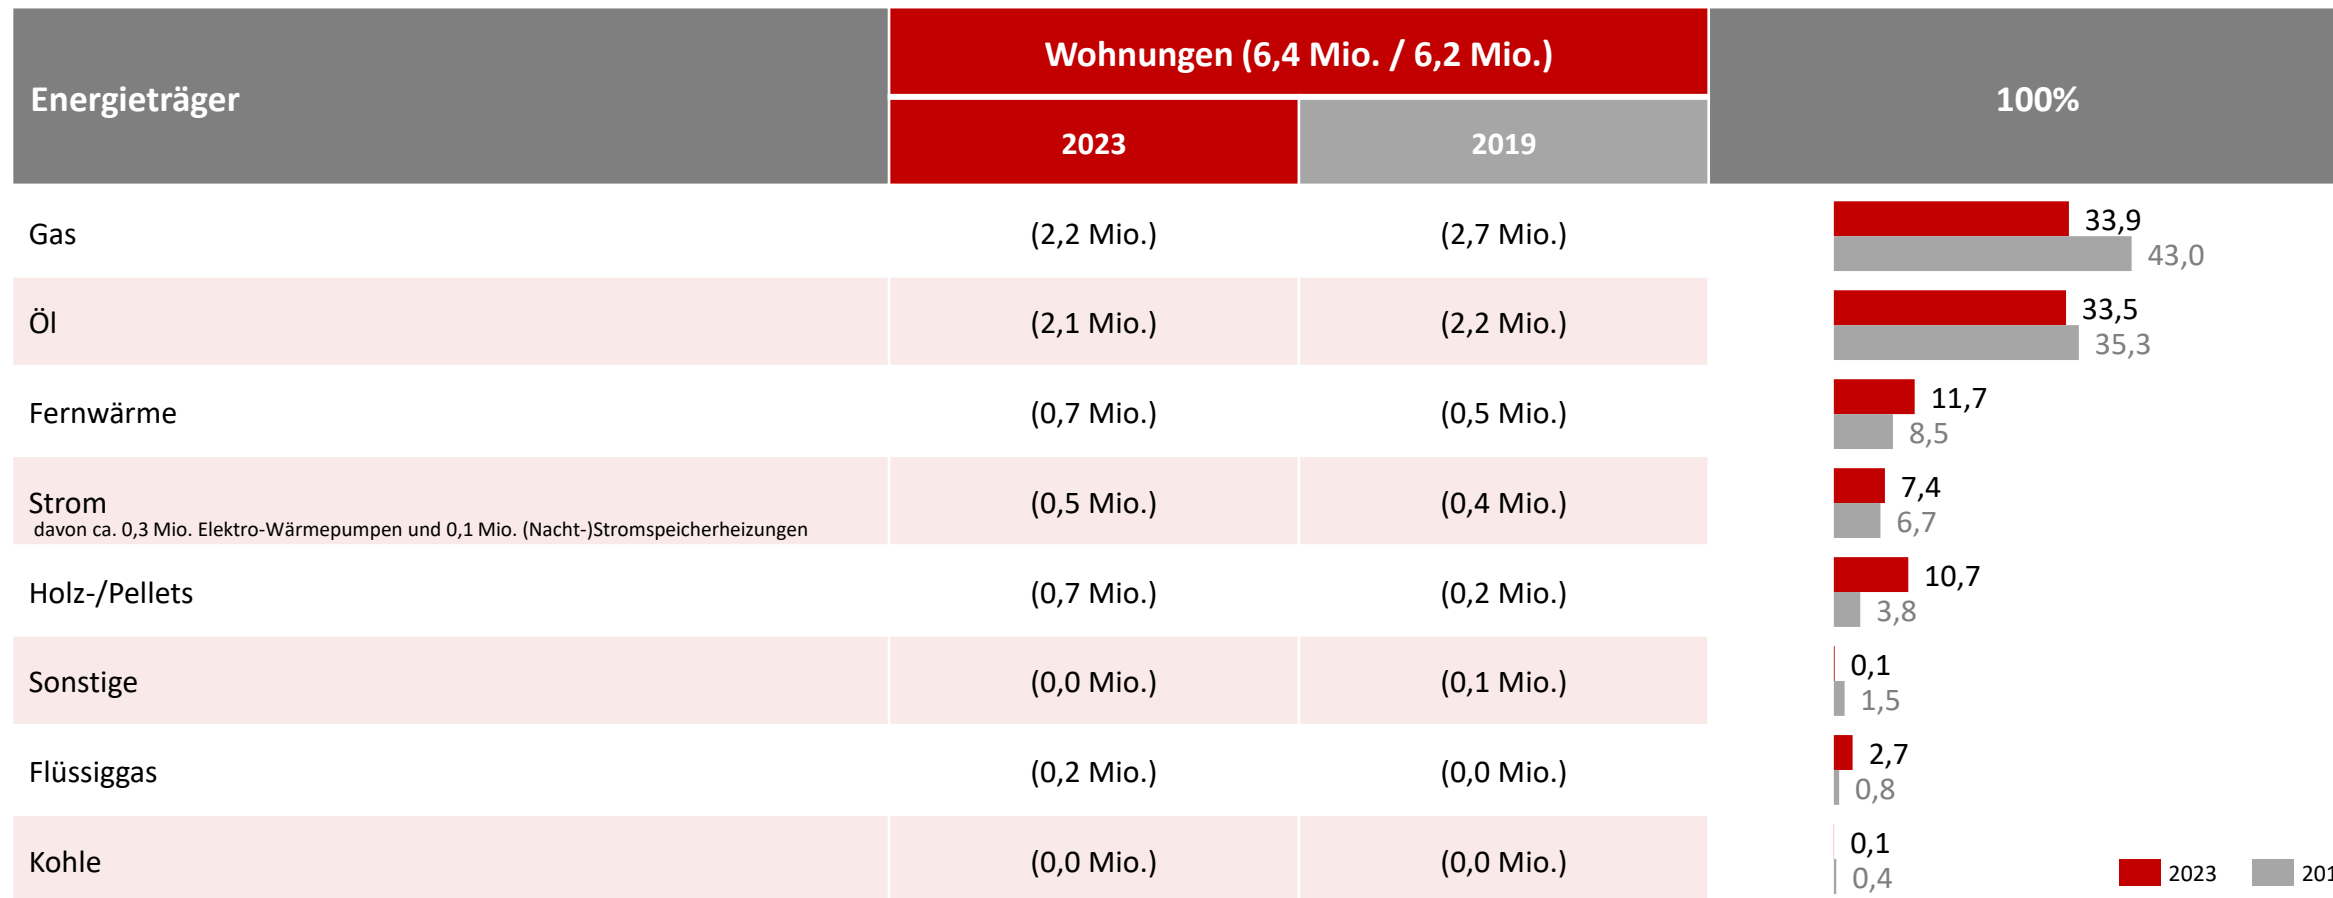 Energieträger
Wohnungen (6,4 Mio. / 6,2 Mio.)
100%
2023
2019
Gas
(2,2 Mio.)
(2,7 Mio.)
33,9
43,0
Öl
(2,1 Mio.)
(2,2 Mio.)
33,5
35,3
Fernwärme
(0,7 Mio.)
(0,5 Mio.)
11,7
8,5
Strom
davon ca. 0,3 Mio. Elektro-Wärmepumpen und 0,1 Mio. (Nacht-)Stromspeicherheizungen
(0,5 Mio.)
(0,4 Mio.)
7,4
6,7
Holz-/Pellets
(0,7 Mio.)
(0,2 Mio.)
10,7
3,8
Sonstige
(0,0 Mio.)
(0,1 Mio.)
0,1
1,5
Flüssiggas
(0,2 Mio.)
(0,0 Mio.)
2,7
0,8
Kohle
(0,0 Mio.)
(0,0 Mio.)
0,1
0,4
2023